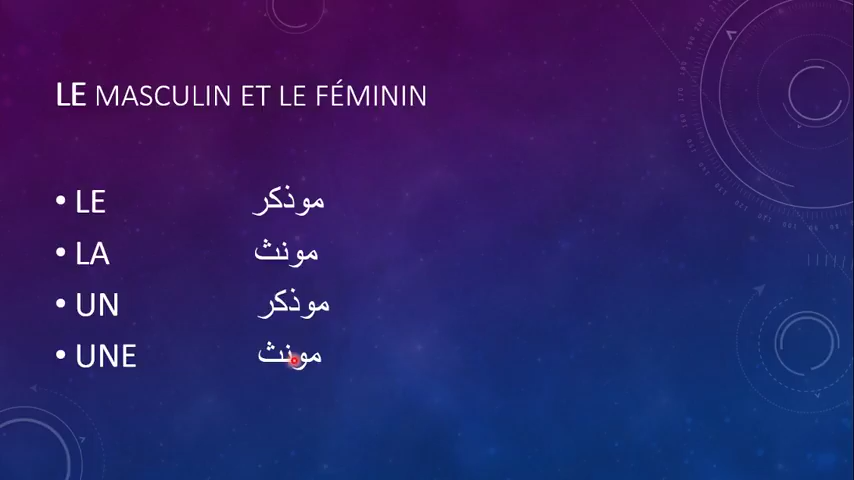 LE MASCULIN ET LE FÉMININ
• LE موذكر
• LA مونث
• UN موذكر
• UNE مونث